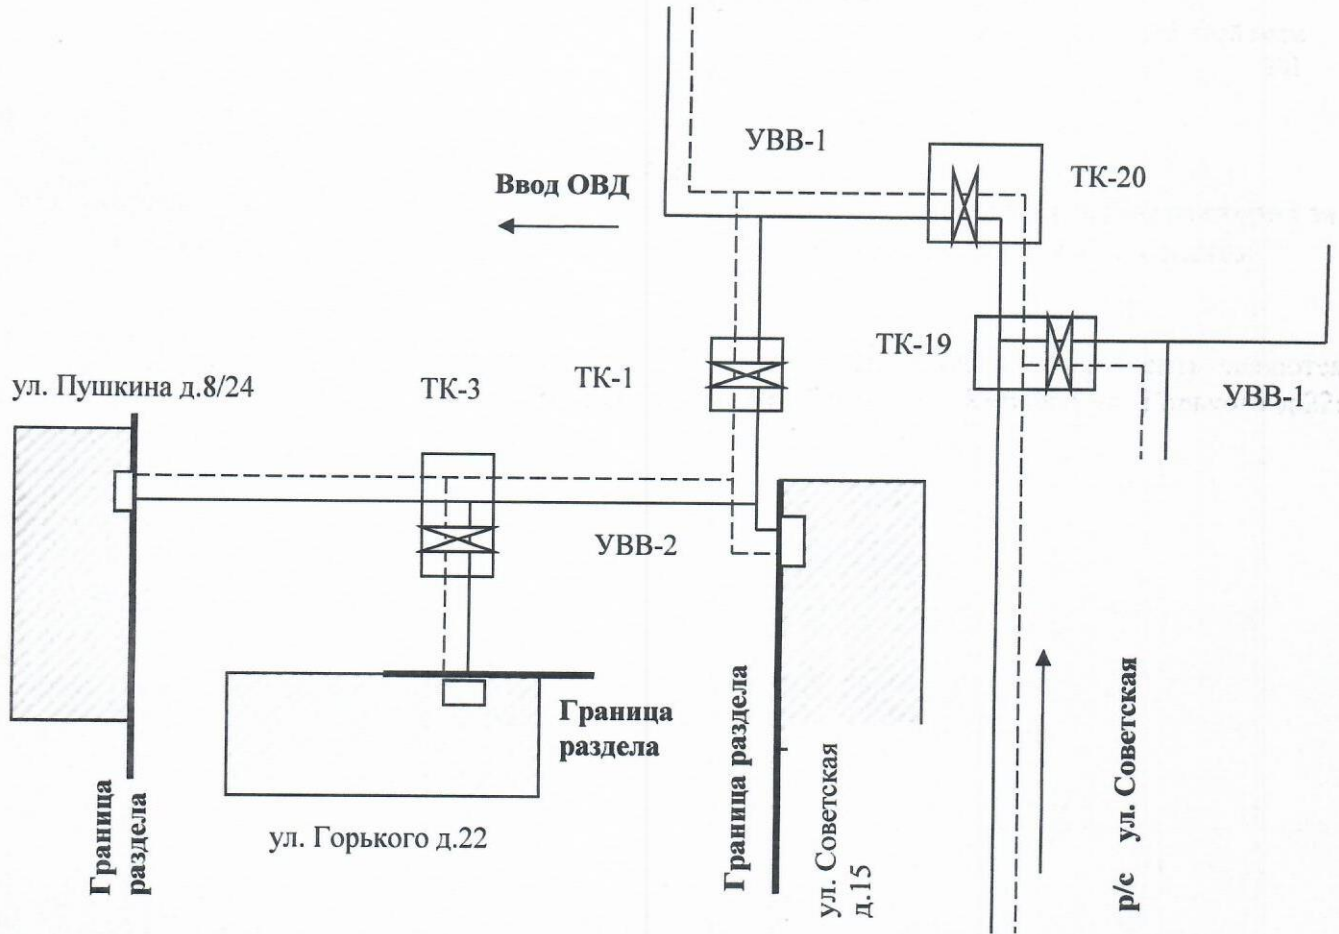 УВВ-1
ТК-20
Ввод ОВД
ТК-19
УВВ-1
ТК-1
ТК-3
ул. Пушкина д.8/24
УВВ-2
Граница
раздела
Граница
раздела
ул. Горького д.22
Граница раздела
ул. Советская
д.15
р/с ул. Советская